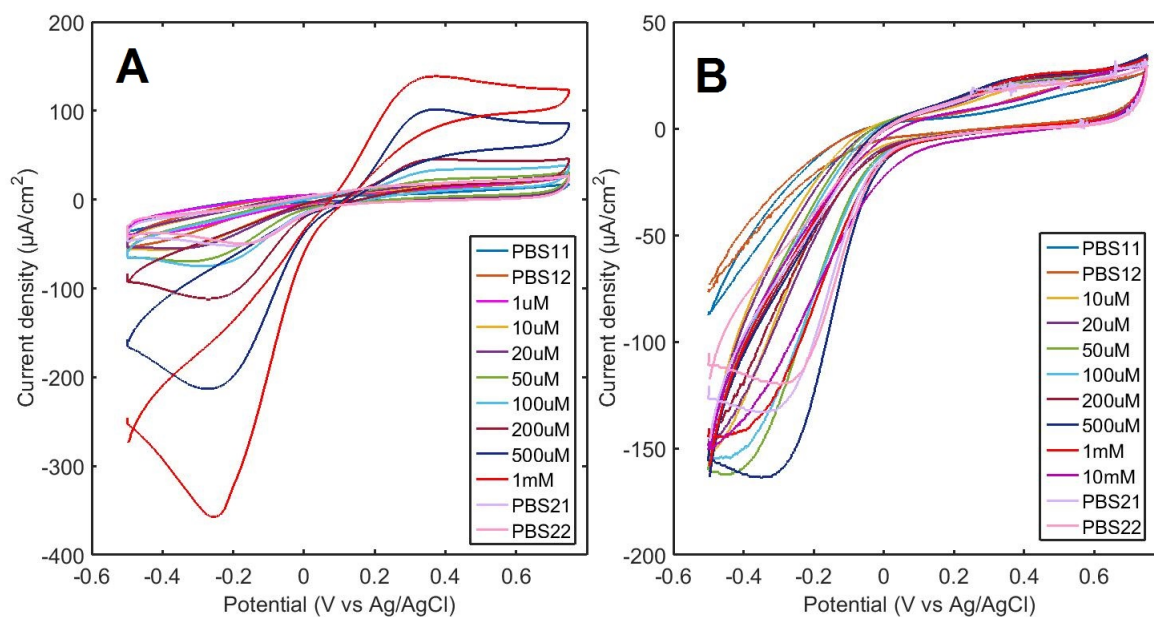 A
200
100
0
-100
-200
-300
-400
Current density (µA/cm²)
-0.6
-0.4
-0.2
0
0.2
0.4
0.6
Potential (V vs Ag/AgCl)
PBS11
PBS12
1uM
10uM
20uM
50uM
100uM
200uM
500uM
1mM
PBS21
PBS22
B
50
0
-50
-100
-150
-200
Current density (µA/cm²)
-0.6
-0.4
-0.2
0
0.2
0.4
0.6
Potential (V vs Ag/AgCl)
PBS11
PBS12
10uM
20uM
50uM
100uM
200uM
500uM
1mM
10mM
PBS21
PBS22